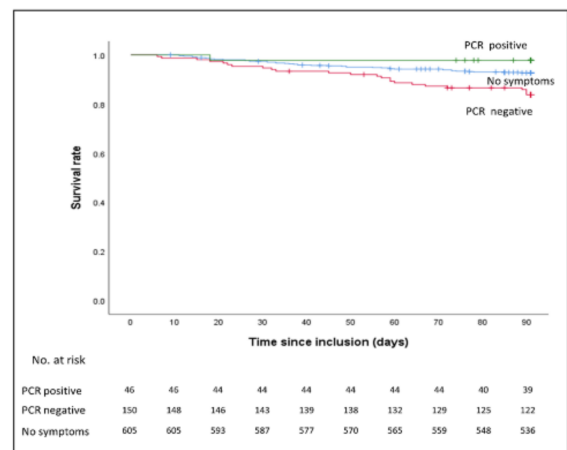 PCR positive
1.0
No symptoms
0.8
PCR negative
0.6
Survival rate
0.4
0.2
0.0
0 10 20 30 40 50 60 70 80 90
Time since inclusion (days)
No. at risk
PCR positive 46 46 44 44 44 44 44 44 40 39
PCR negative 150 148 146 143 139 138 132 129 125 122
No symptoms 605 605 593 587 577 570 565 559 548 536